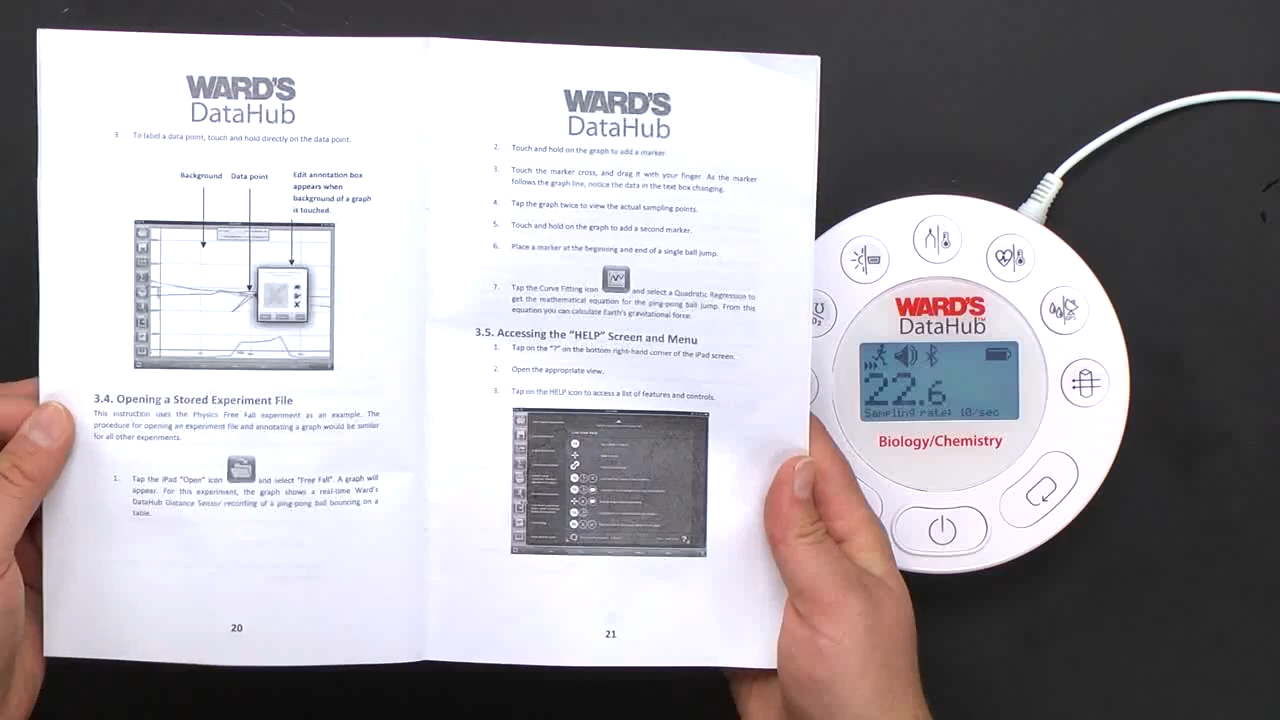 WARD'S
DataHub
3. To label a data point, touch and hold directly on the data point.
Background
Data point
Edit annotation box
appears when
background of a graph
is touched.
3.4. Opening a Stored Experiment File
This instruction uses the Physics Free Fall experiment as an example. The
procedure for opening an experiment file and annotating a graph would be similar
for all other experiments.
1. Tap the iPad "Open" icon and select "Free Fall". A graph will
appear. For this experiment, the graph shows a real-time Ward's
DataHub Distance Sensor recording of a ping-pong ball bouncing on a
table.
20
WARD'S
DataHub
2. Touch and hold on the graph to add a marker.
3. Touch the marker cross, and drag it with your finger. As the marker
follows the graph line, notice the data in the text box changing.
4. Tap the graph twice to view the actual sampling points.
5. Touch and hold on the graph to add a second marker.
6. Place a marker at the beginning and end of a single ball jump.
7. Tap the Curve Fitting icon and select a Quadratic Regression to
get the mathematical equation for the ping-pong ball jump. From this
equation you can calculate Earth's gravitational force.
3.5. Accessing the "HELP" Screen and Menu
1. Tap on the "?" on the bottom right-hand corner of the iPad screen.
2. Open the appropriate view.
3. Tap on the HELP icon to access a list of features and controls.
21
WARD'S
DataHub™
22.6
Sampling rate: 10/sec
Biology/Chemistry
O2
GPS